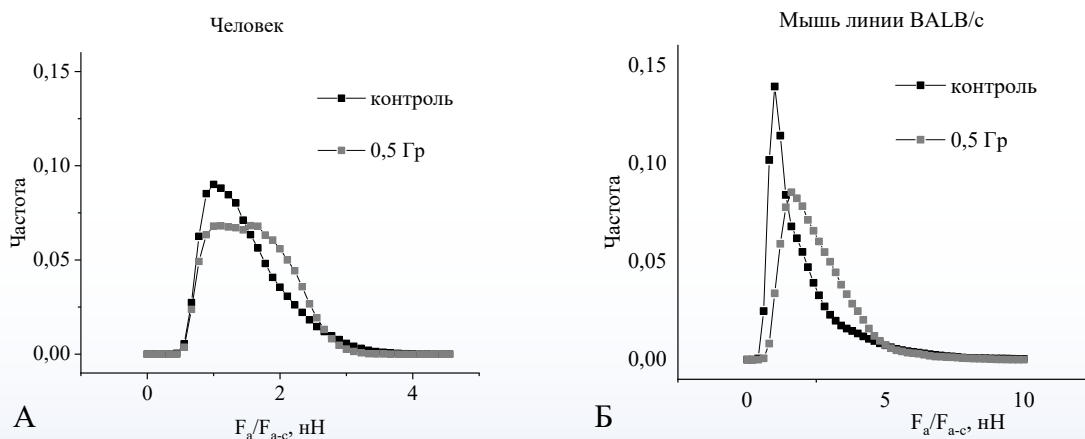 Человек
0,15
0,10
0,05
0,00
Частота
контроль
0,5 Гр
0
2
4
A
Fa/Fa-c, нН
Мышь линии BALB/c
0,15
0,10
0,05
0,00
Частота
контроль
0,5 Гр
0
5
10
Б
Fa/Fa-c, нН